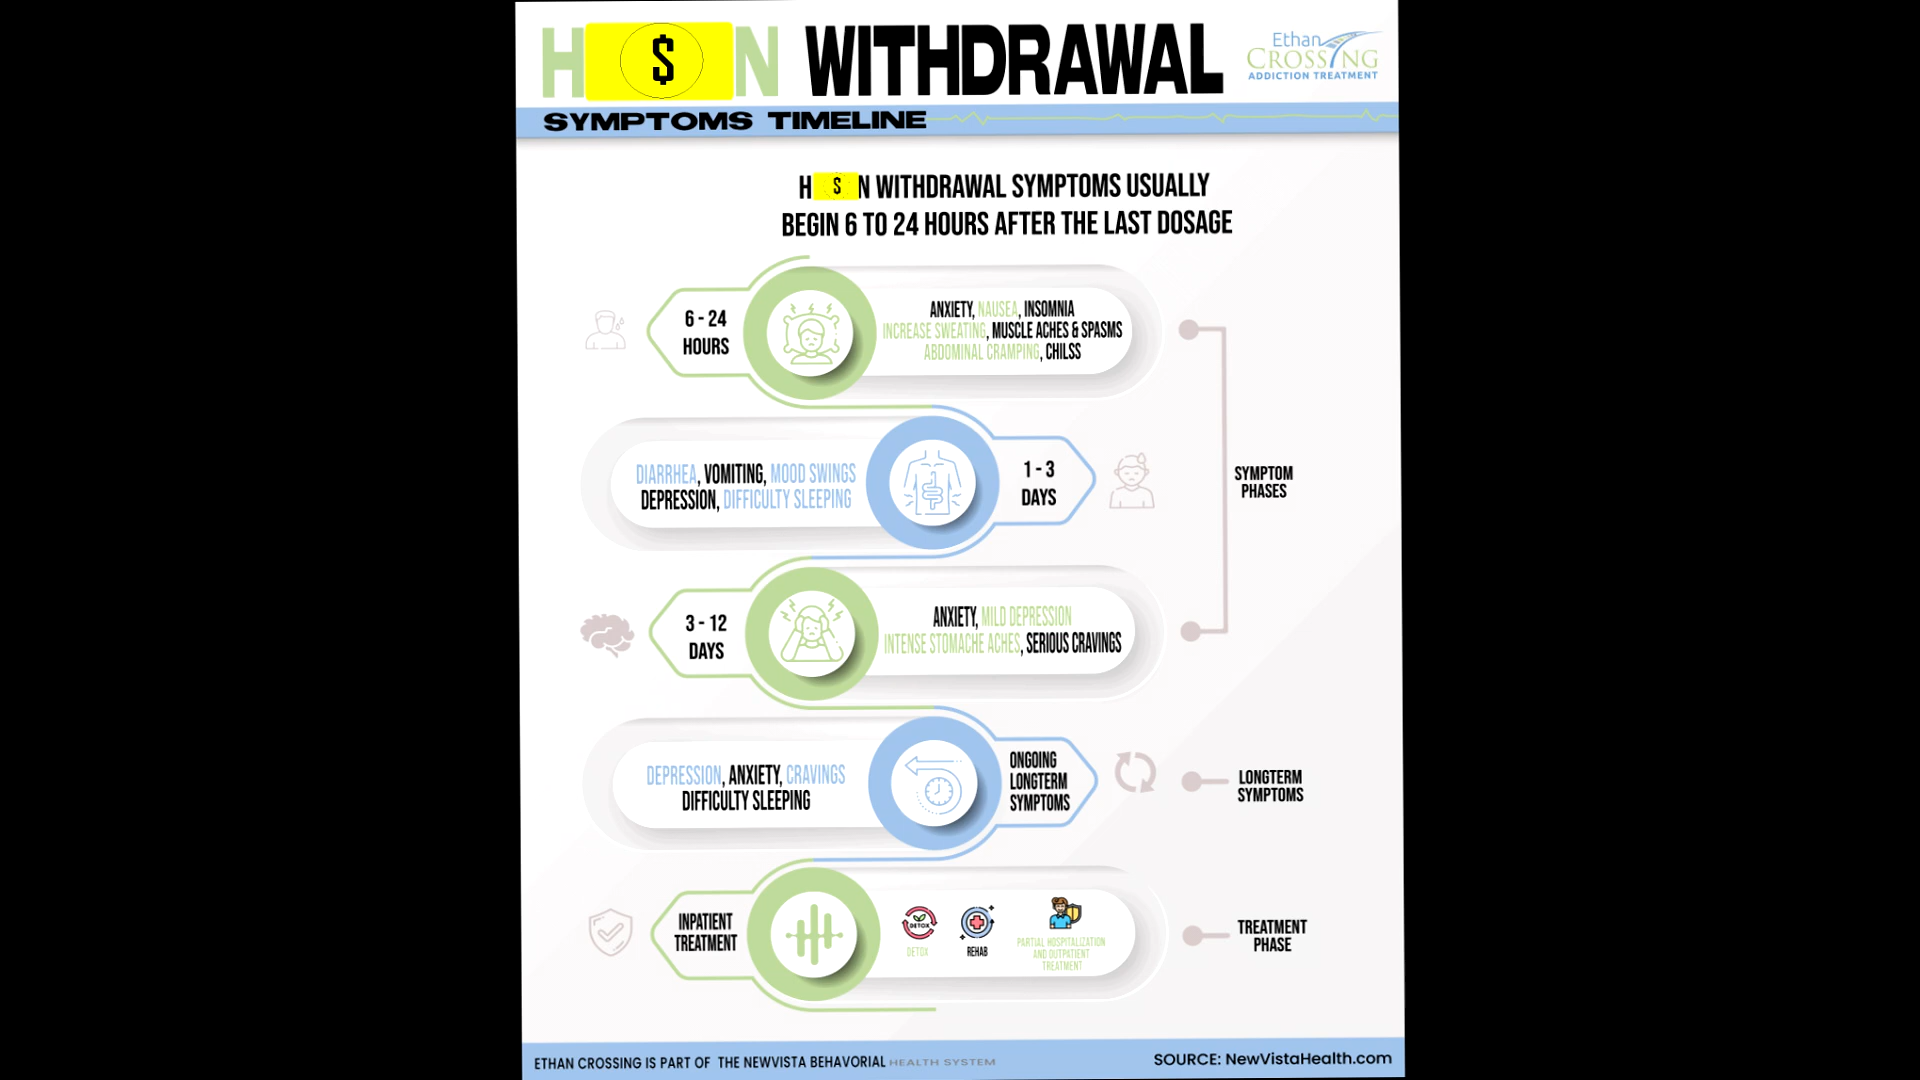 H $ N WITHDRAWAL
Ethan
CROSSING
ADDICTION TREATMENT
SYMPTOMS TIMELINE
H $ N WITHDRAWAL SYMPTOMS USUALLY
BEGIN 6 TO 24 HOURS AFTER THE LAST DOSAGE
6 - 24
HOURS
ANXIETY, NAUSEA, INSOMNIA
INCREASE SWEATING, MUSCLE ACHES & SPASMS
ABDOMINAL CRAMPING, CHILSS
DIARRHEA, VOMITING, MOOD SWINGS
DEPRESSION, DIFFICULTY SLEEPING
1 - 3
DAYS
SYMPTOM
PHASES
3 - 12
DAYS
ANXIETY, MILD DEPRESSION
INTENSE STOMACHE ACHES, SERIOUS CRAVINGS
DEPRESSION, ANXIETY, CRAVINGS
DIFFICULTY SLEEPING
ONGOING
LONGTERM
SYMPTOMS
LONGTERM
SYMPTOMS
INPATIENT
TREATMENT
DETOX
DETOX
REHAB
PARTIAL HOSPITALIZATION
AND OUTPATIENT
TREATMENT
TREATMENT
PHASE
ETHAN CROSSING IS PART OF THE NEWVISTA BEHAVORIAL HEALTH SYSTEM
SOURCE: NewVistaHealth.com